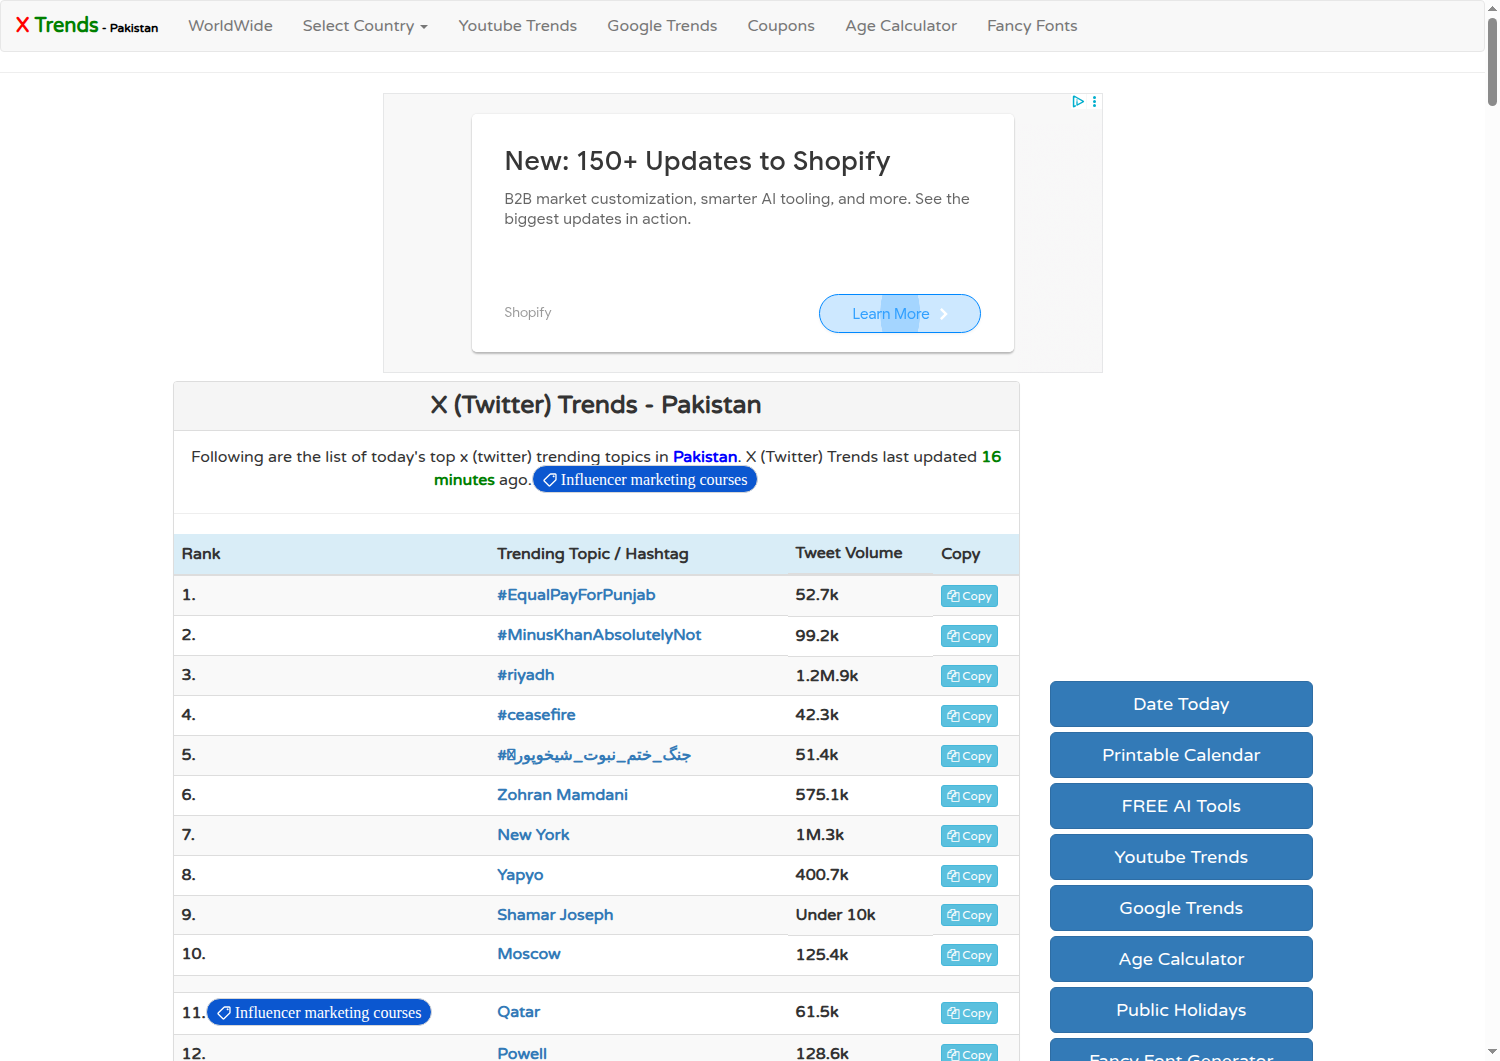 X Trends - Pakistan WorldWide Select Country Youtube Trends Google Trends Coupons Age Calculator Fancy Fonts
New: 150+ Updates to Shopify
B2B market customization, smarter AI tooling, and more. See the
biggest updates in action.
Shopify Learn More
X (Twitter) Trends - Pakistan
Following are the list of today's top x (twitter) trending topics in Pakistan. X (Twitter) Trends last updated 16
minutes ago. Influencer marketing courses
Rank Trending Topic / Hashtag Tweet Volume Copy
1. #EqualPayForPunjab 52.7k Copy
2. #MinusKhanAbsolutelyNot 99.2k Copy
3. #riyadh 1.2M.9k Copy
4. #ceasefire 42.3k Copy
5. #جنگ_ختم_نبوت_شیخوپور 51.4k Copy
6. Zohran Mamdani 575.1k Copy
7. New York 1M.3k Copy
8. Yapyo 400.7k Copy
9. Shamar Joseph Under 10k Copy
10. Moscow 125.4k Copy
11. Influencer marketing courses Qatar 61.5k Copy
12. Powell 128.6k Copy
Date Today
Printable Calendar
FREE AI Tools
Youtube Trends
Google Trends
Age Calculator
Public Holidays
Fancy Font Generator